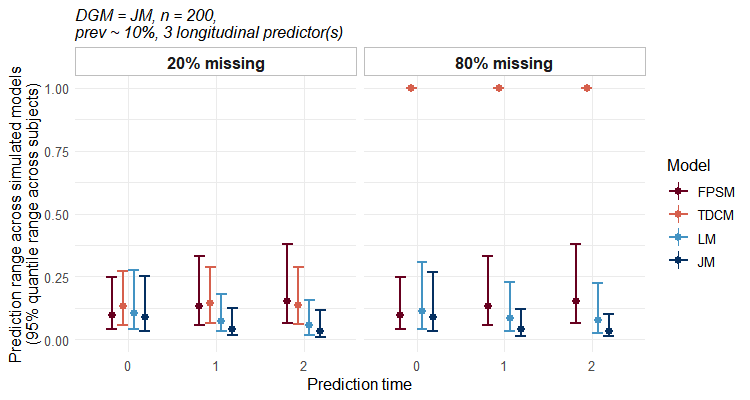 DGM = JM, n = 200,
prev ~ 10%, 3 longitudinal predictor(s)
20% missing
80% missing
Prediction range across simulated models
(95% quantile range across subjects)
1.00
0.75
0.50
0.25
0.00
0
1
2
0
1
2
Prediction time
Model
FPSM
TDCM
LM
JM